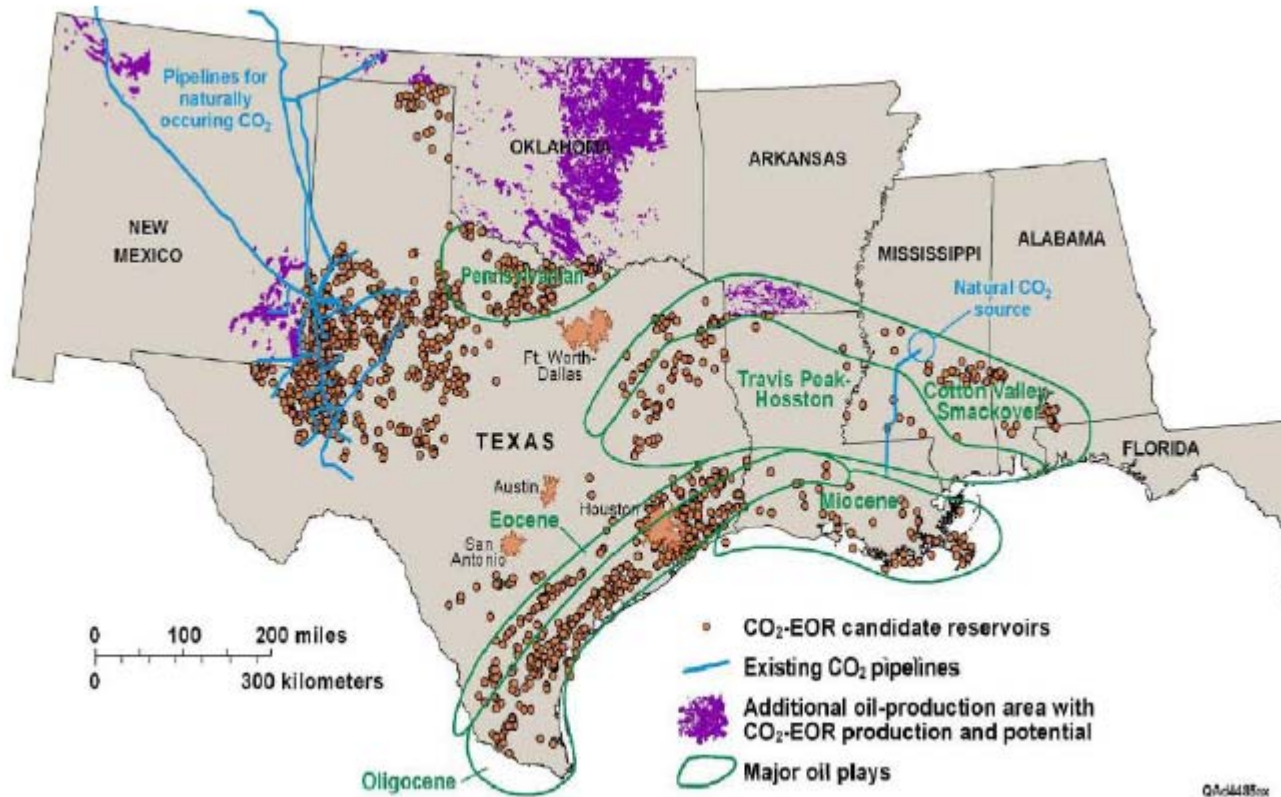 Pipelines for
naturally
occuring CO₂
OKLAHOMA
ARKANSAS
NEW
MEXICO
MISSISSIPPI
ALABAMA
Pennsylvanian
Natural CO₂
source
Ft. Worth-
Dallas
Travis Peak-
Hosston
Cotton Valley
Smackover
TEXAS
FLORIDA
Austin
Houston
Eocene
Miocene
San
Antonio
0 100 200 miles
0 300 kilometers
CO₂-EOR candidate reservoirs
Existing CO₂ pipelines
Additional oil-production area with
CO₂-EOR production and potential
Major oil plays
Oligocene